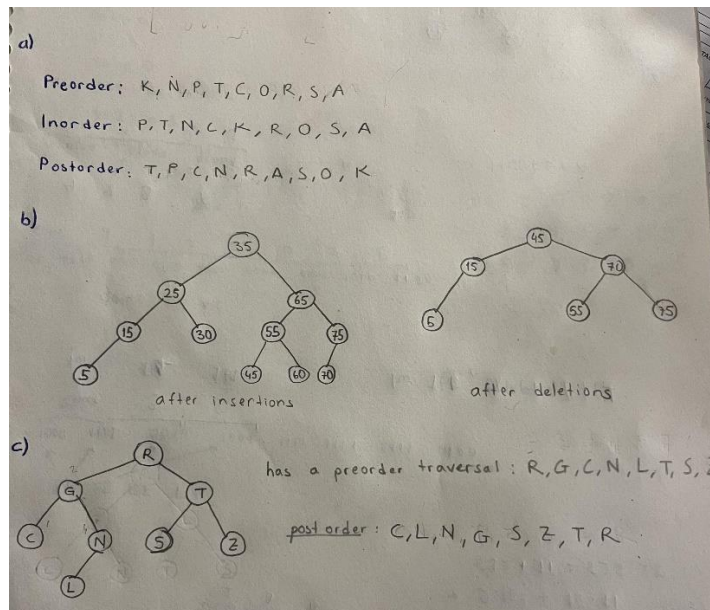 a)
Preorder: K, N, P, T, C, O, R, S, A
Inorder: P, T, N, C, K, R, O, S, A
Postorder: T, P, C, N, R, A, S, O, K
b)
35
25 65
15 30 55 75
5 45 60 70
after insertions
45
15 70
5 55 75
after deletions
c)
R
G T
C N S Z
L
has a preorder traversal: R, G, C, N, L, T, S,
post order: C, L, N, G, S, Z, T, R